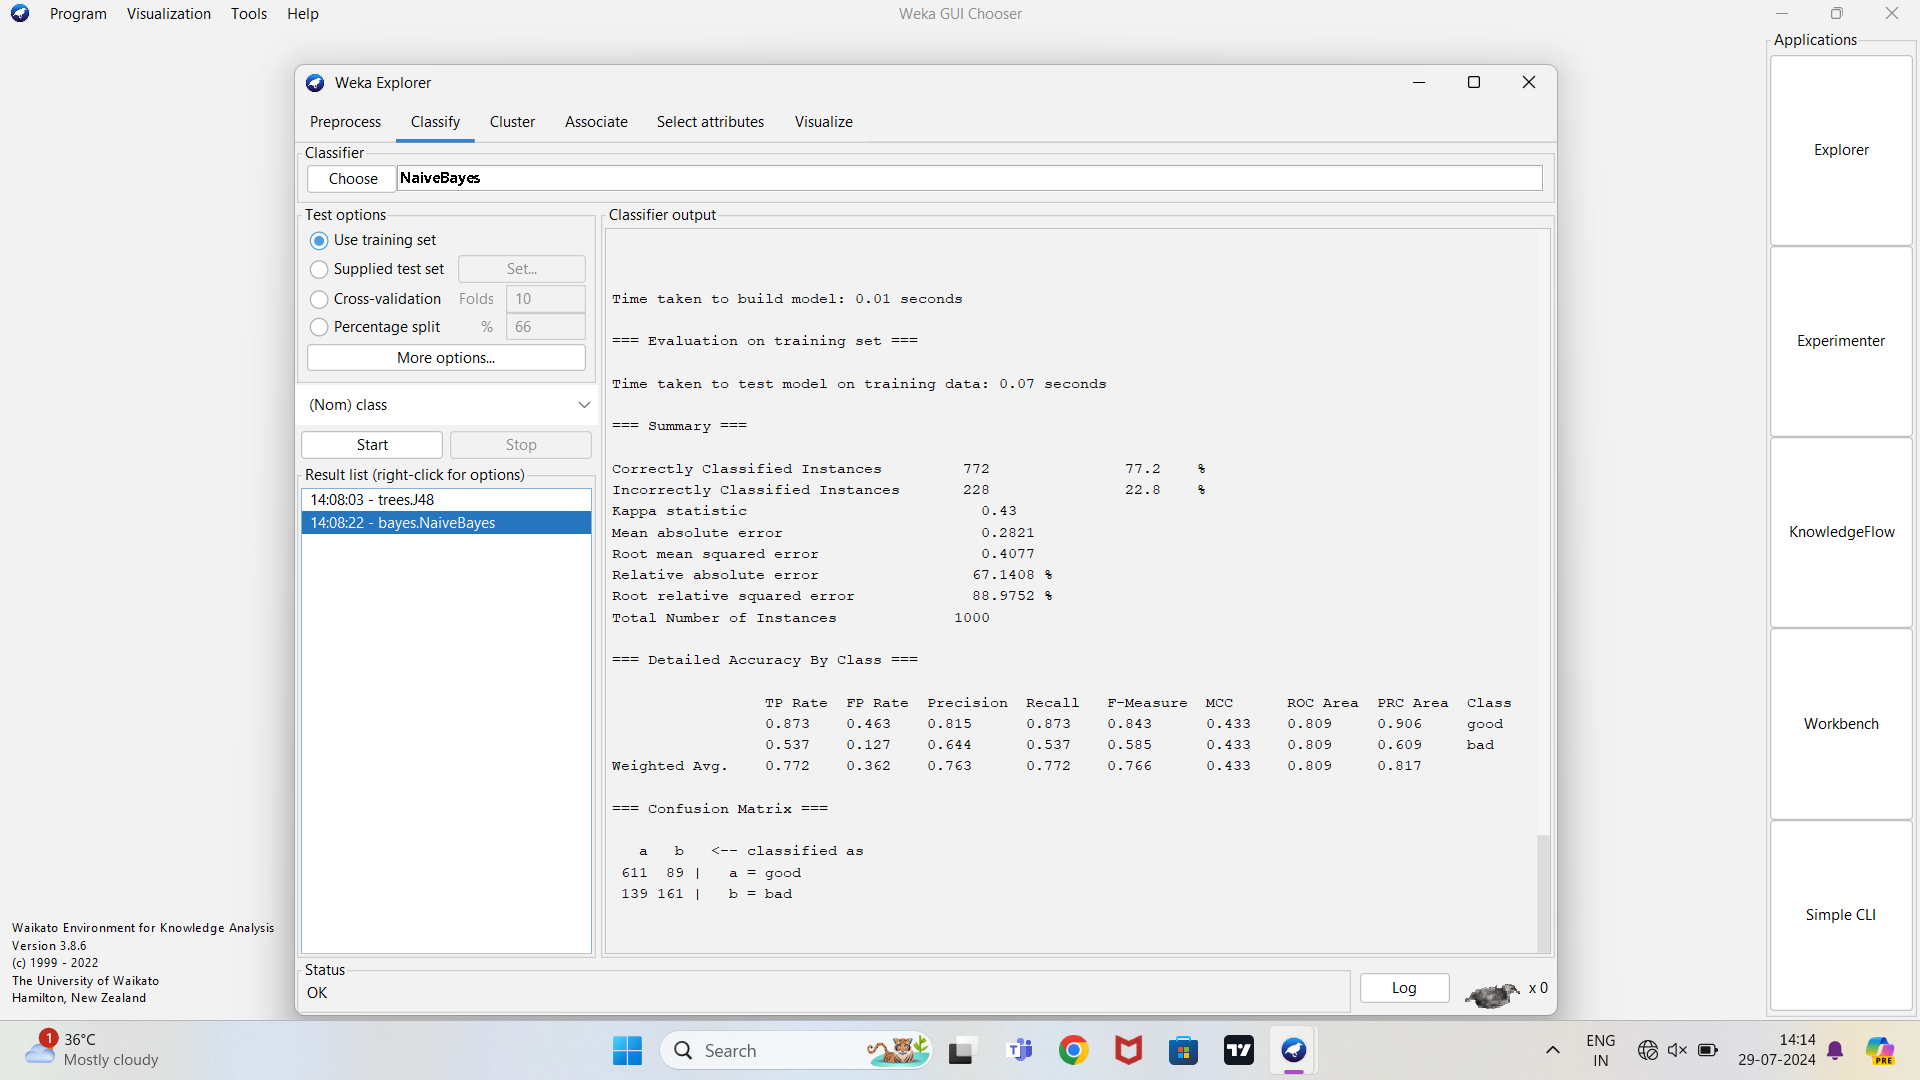 Program Visualization Tools Help
Weka GUI Chooser
Applications
Explorer
Experimenter
KnowledgeFlow
Workbench
Simple CLI
Weka Explorer
Preprocess Classify Cluster Associate Select attributes Visualize
Classifier
Choose NaiveBayes
Test options
Use training set
Supplied test set Set...
Cross-validation Folds 10
Percentage split % 66
More options...
(Nom) class
Start Stop
Result list (right-click for options)
14:08:03 - trees.J48
14:08:22 - bayes.NaiveBayes
Classifier output
Time taken to build model: 0.01 seconds
=== Evaluation on training set ===
Time taken to test model on training data: 0.07 seconds
=== Summary ===
Correctly Classified Instances 772 77.2 %
Incorrectly Classified Instances 228 22.8 %
Kappa statistic 0.43
Mean absolute error 0.2821
Root mean squared error 0.4077
Relative absolute error 67.1408 %
Root relative squared error 88.9752 %
Total Number of Instances 1000
=== Detailed Accuracy By Class ===
TP Rate FP Rate Precision Recall F-Measure MCC ROC Area PRC Area Class
0.873 0.463 0.815 0.873 0.843 0.433 0.809 0.906 good
0.537 0.127 0.644 0.537 0.585 0.433 0.809 0.609 bad
Weighted Avg. 0.772 0.362 0.763 0.772 0.766 0.433 0.809 0.817
=== Confusion Matrix ===
a b <-- classified as
611 89 | a = good
139 161 | b = bad
Status
OK
Log
x 0
Waikato Environment for Knowledge Analysis
Version 3.8.6
(c) 1999 - 2022
The University of Waikato
Hamilton, New Zealand
1
36°C
Mostly cloudy
Search
ENG
IN
14:14
29-07-2024
PRE